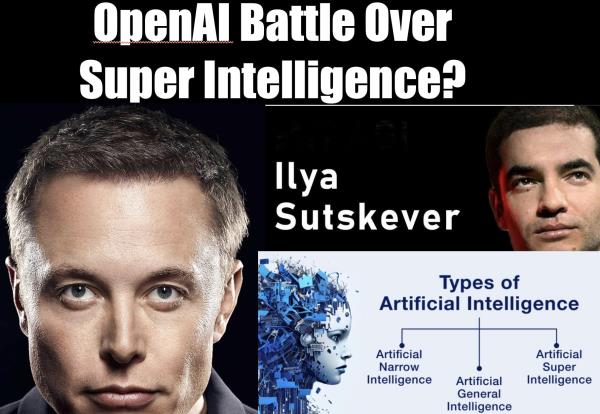 OpenAI Battle Over
Super Intelligence?
Ilya
Sutskever
Types of
Artificial Intelligence
Artificial
Narrow
Intelligence
Artificial
General
Intelligence
Artificial
Super
Intelligence